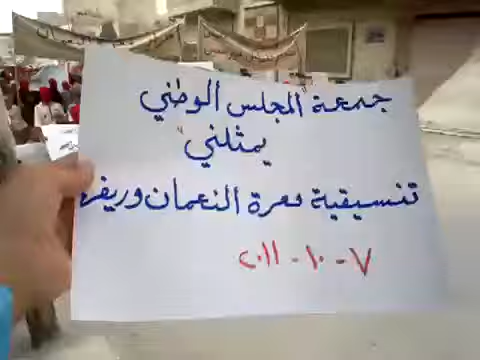 جمعة "المجلس الوطني
يمثلني"
تنسيقية معرة النعمان وريفها
٧-١٠-٢٠١١